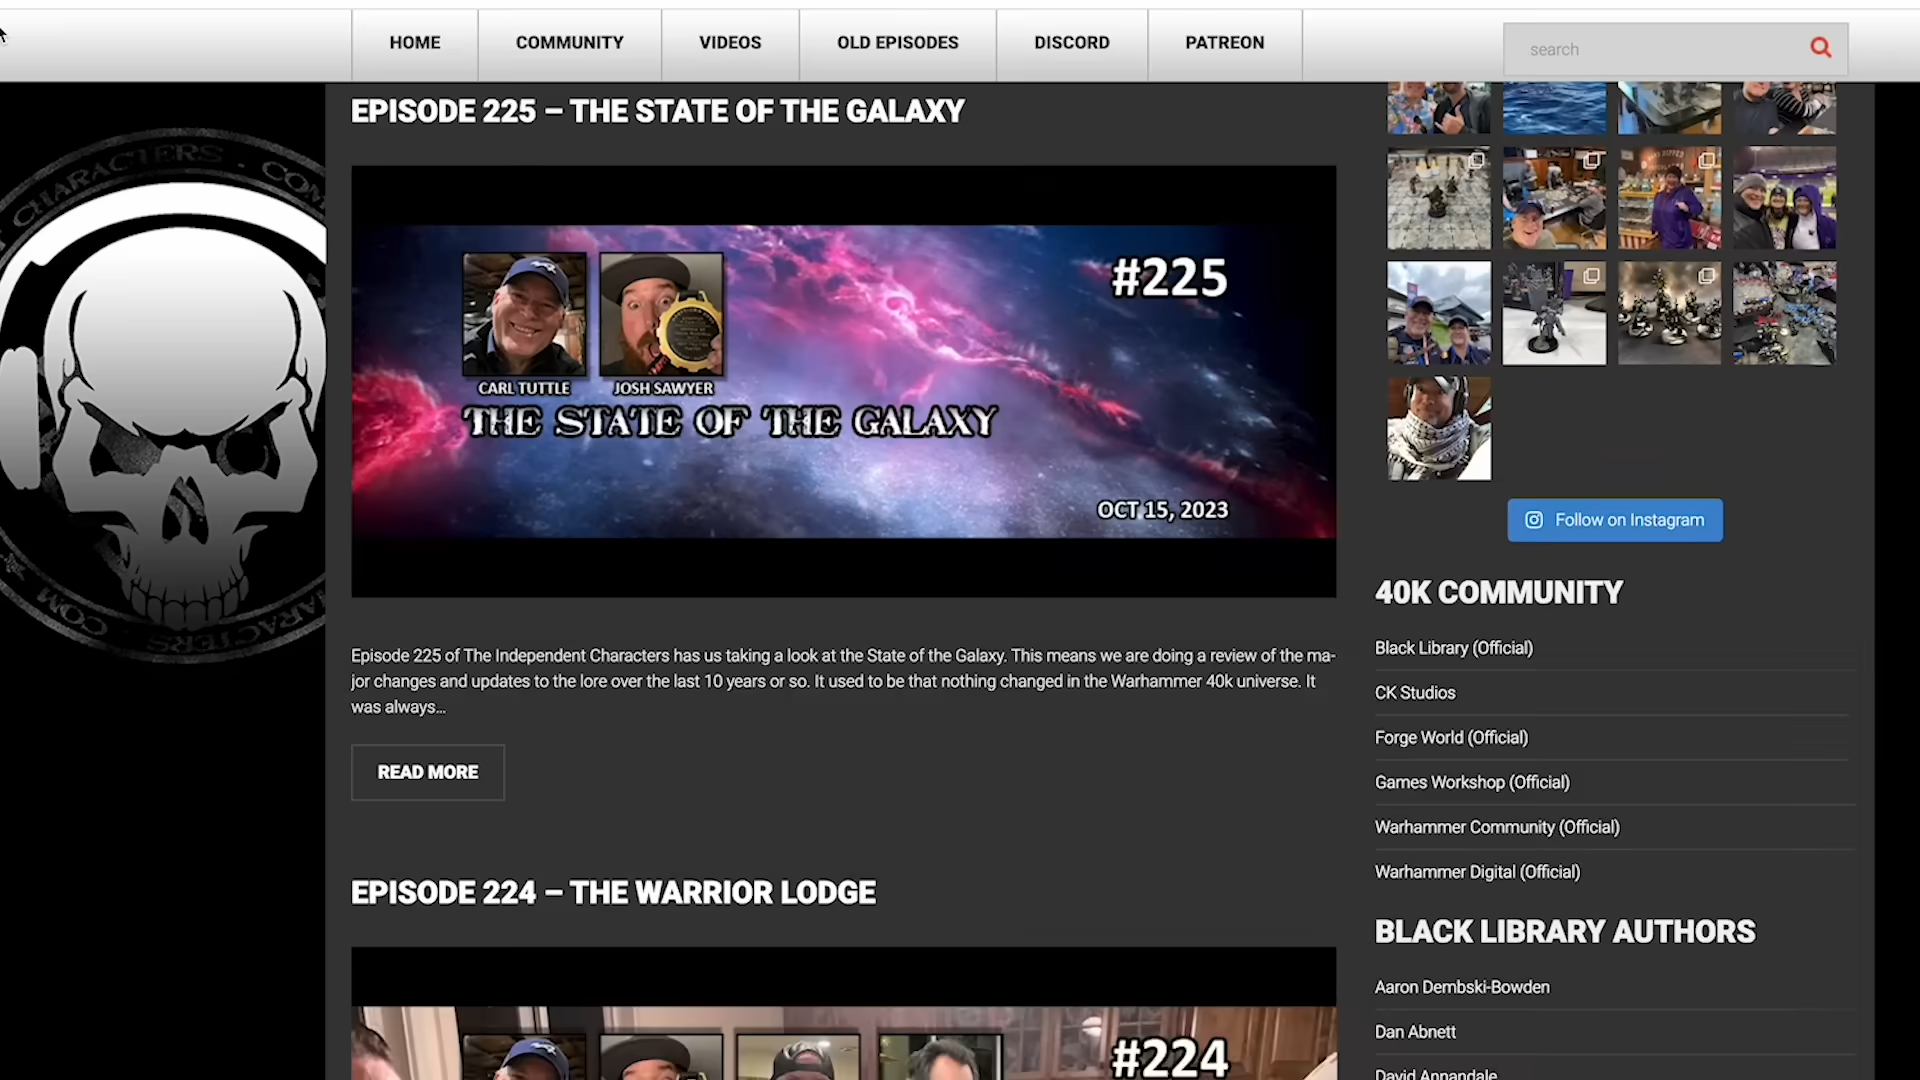 HOME
COMMUNITY
VIDEOS
OLD EPISODES
DISCORD
PATREON
search
EPISODE 225 – THE STATE OF THE GALAXY
#225
CARL TUTTLE
JOSH SAWYER
THE STATE OF THE GALAXY
OCT 15, 2023
Episode 225 of The Independent Characters has us taking a look at the State of the Galaxy. This means we are doing a review of the ma-
jor changes and updates to the lore over the last 10 years or so. It used to be that nothing changed in the Warhammer 40k universe. It
was always...
READ MORE
EPISODE 224 – THE WARRIOR LODGE
#224
Follow on Instagram
40K COMMUNITY
Black Library (Official)
CK Studios
Forge World (Official)
Games Workshop (Official)
Warhammer Community (Official)
Warhammer Digital (Official)
BLACK LIBRARY AUTHORS
Aaron Dembski-Bowden
Dan Abnett
David Annandale